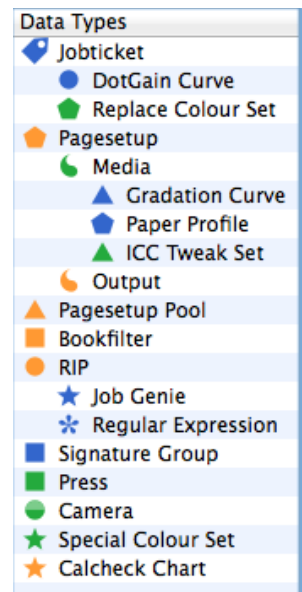 Data Types
Jobticket
DotGain Curve
Replace Colour Set
Pagesetup
Media
Gradation Curve
Paper Profile
ICC Tweak Set
Output
Pagesetup Pool
Bookfilter
RIP
Job Genie
Regular Expression
Signature Group
Press
Camera
Special Colour Set
Calcheck Chart